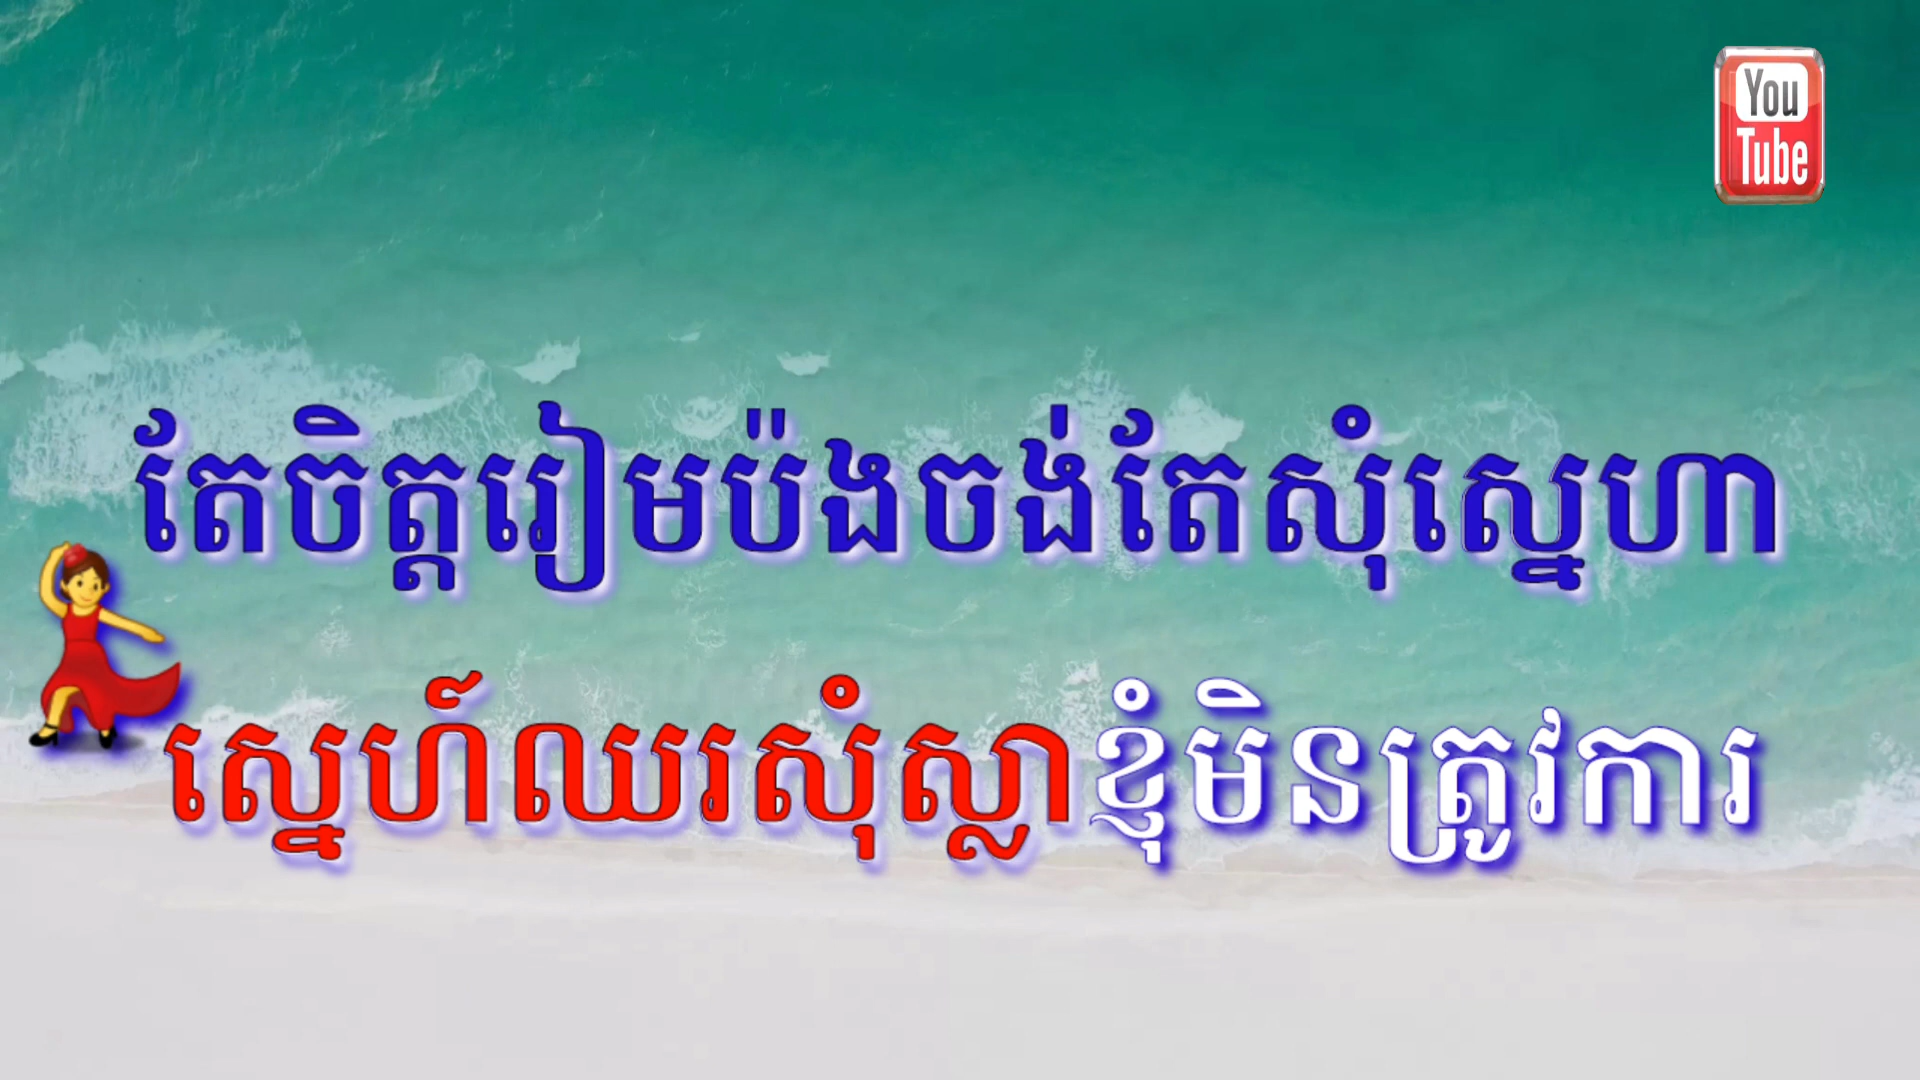 You
Tube
តែចិត្តរៀមប៉ងចង់តែសុំស្នេហា
ស្នេហ៍ឈរសុំស្លាខ្ញុំមិនត្រូវការ